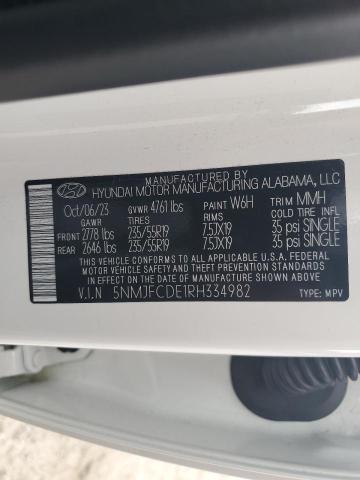 MANUFACTURED BY
HYUNDAI MOTOR MANUFACTURING ALABAMA, LLC
Oct/06/23 GVWR 4761 lbs PAINT W6H TRIM MMH
GAWR TIRES RIMS COLD TIRE INFL
FRONT 2778 lbs 235/55R19 7.5JX19 35 psi SINGLE
REAR 2646 lbs 235/55R19 7.5JX19 35 psi SINGLE
THIS VEHICLE CONFORMS TO ALL APPLICABLE U.S.A. FEDERAL
MOTOR VEHICLE SAFETY AND THEFT PREVENTION STANDARDS
IN EFFECT ON THE DATE OF MANUFACTURE SHOWN ABOVE.
V.I.N 5NMJFCDE1RH334982 TYPE: MPV